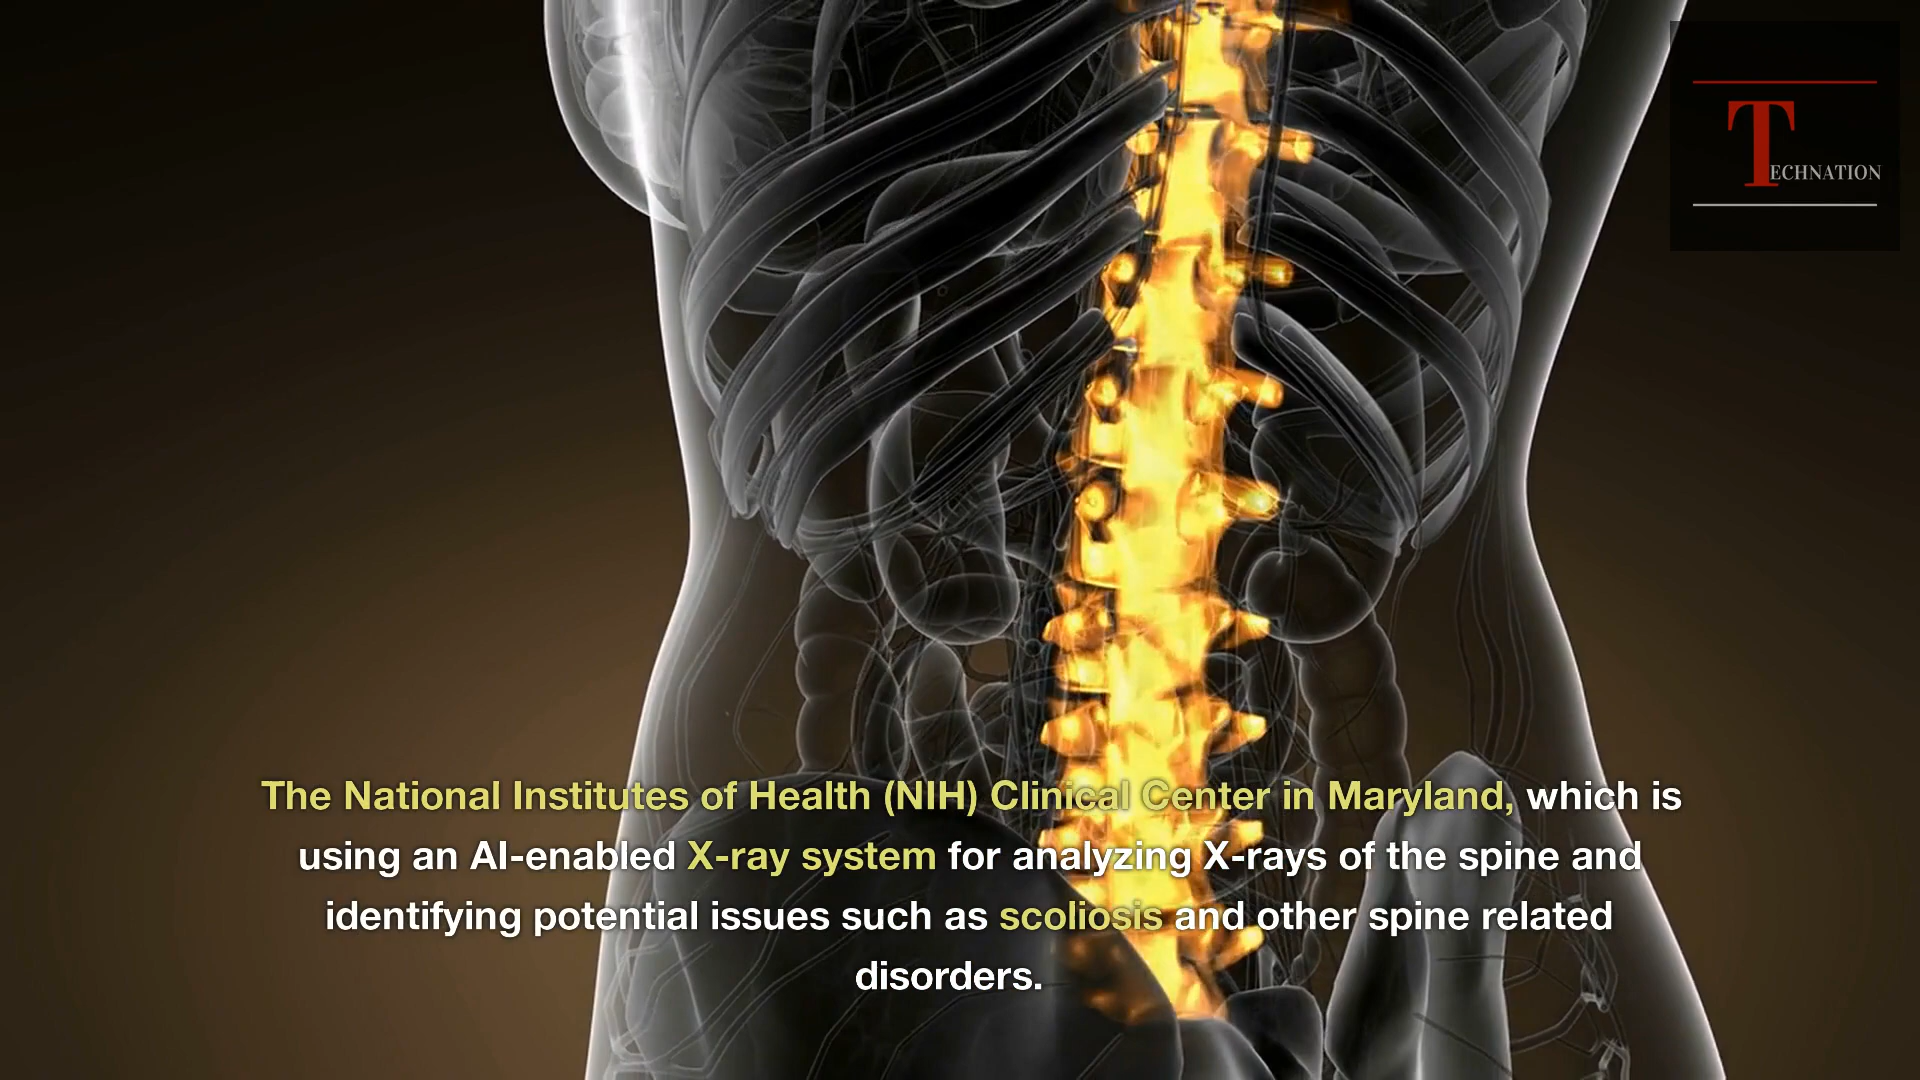 TECHNATION
The National Institutes of Health (NIH) Clinical Center in Maryland, which is
using an AI-enabled X-ray system for analyzing X-rays of the spine and
identifying potential issues such as scoliosis and other spine related
disorders.